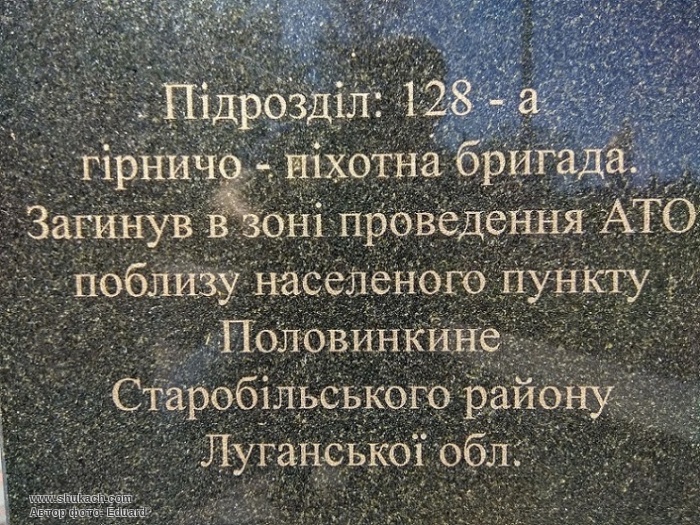 Підрозділ: 128 - а
гірничо - піхотна бригада.
Загинув в зоні проведення АТО
поблизу населеного пункту
Половинкине
Старобільського району
Луганської обл.
www.shukach.com
Автор фото: Eduard